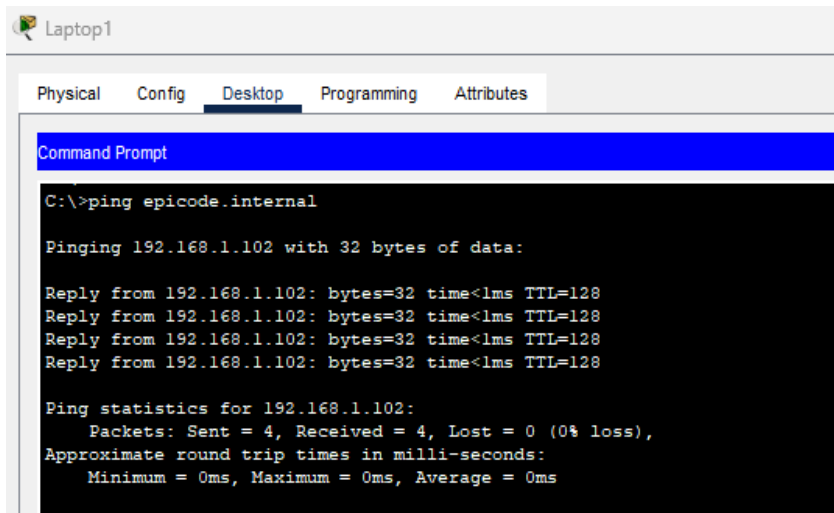 Laptop1
Physical Config Desktop Programming Attributes
Command Prompt
C:\>ping epicode.internal
Pinging 192.168.1.102 with 32 bytes of data:
Reply from 192.168.1.102: bytes=32 time<1ms TTL=128
Reply from 192.168.1.102: bytes=32 time<1ms TTL=128
Reply from 192.168.1.102: bytes=32 time<1ms TTL=128
Reply from 192.168.1.102: bytes=32 time<1ms TTL=128
Ping statistics for 192.168.1.102:
Packets: Sent = 4, Received = 4, Lost = 0 (0% loss),
Approximate round trip times in milli-seconds:
Minimum = 0ms, Maximum = 0ms, Average = 0ms